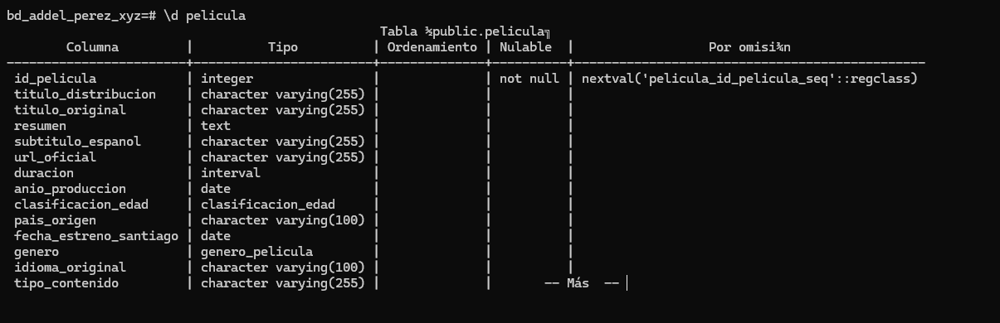 bd_addel_perez_xyz=# \d pelicula
                                                  Tabla ½public.pelicula╗
        Columna         |          Tipo          | Ordenamiento | Nulable  |                  Por omisi¾n
------------------------+------------------------+--------------+----------+-----------------------------------------------
 id_pelicula            | integer                |              | not null | nextval('pelicula_id_pelicula_seq'::regclass)
 titulo_distribucion    | character varying(255) |              |          |
 titulo_original        | character varying(255) |              |          |
 resumen                | text                   |              |          |
 subtitulo_espanol      | character varying(255) |              |          |
 url_oficial            | character varying(255) |              |          |
 duracion               | interval               |              |          |
 anio_produccion        | date                   |              |          |
 clasificacion_edad     | clasificacion_edad     |              |          |
 pais_origen            | character varying(100) |              |          |
 fecha_estreno_santiago | date                   |              |          |
 genero                 | genero_pelicula        |              |          |
 idioma_original        | character varying(100) |              |          |
 tipo_contenido         | character varying(255) |              |       -- Más  --